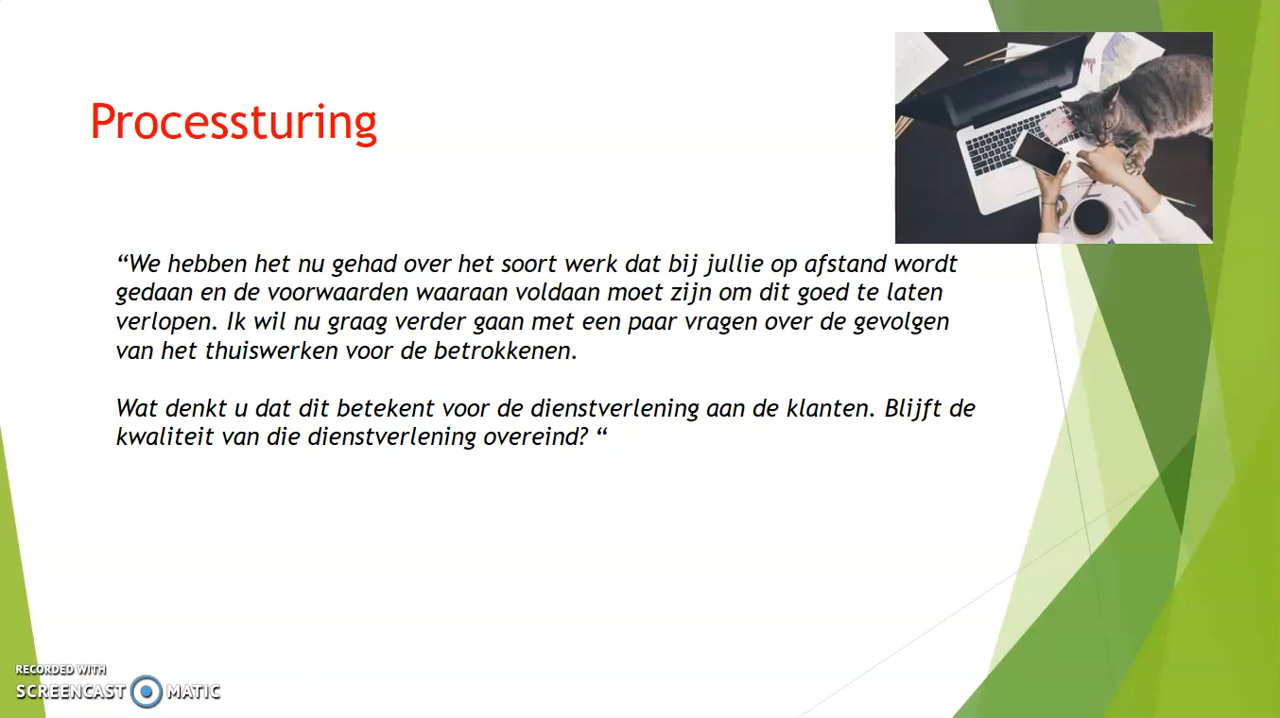 Processturing
“We hebben het nu gehad over het soort werk dat bij jullie op afstand wordt
gedaan en de voorwaarden waaraan voldaan moet zijn om dit goed te laten
verlopen. Ik wil nu graag verder gaan met een paar vragen over de gevolgen
van het thuiswerken voor de betrokkenen.
Wat denkt u dat dit betekent voor de dienstverlening aan de klanten. Blijft de
kwaliteit van die dienstverlening overeind? “
RECORDED WITH
SCREENCAST MATIC